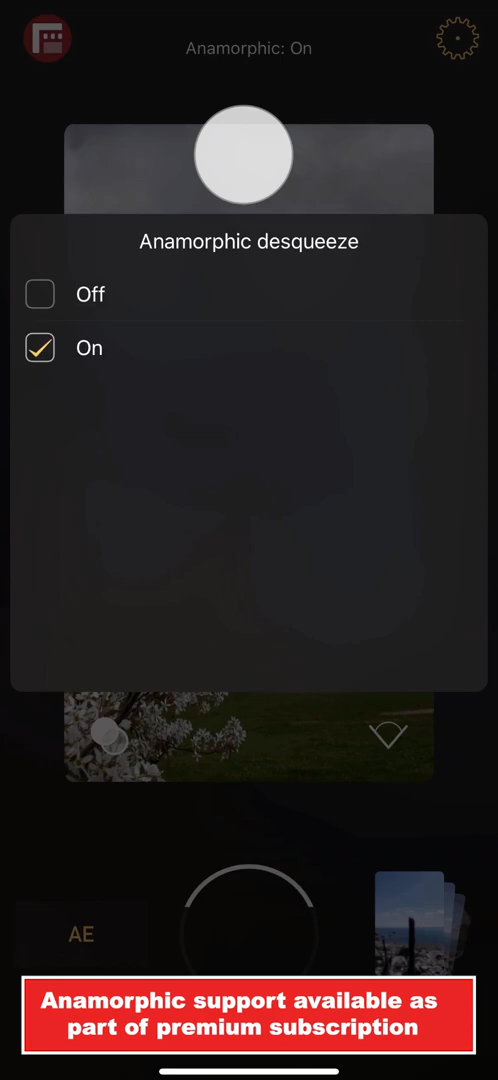 Anamorphic: On
Anamorphic desqueeze
Off
On
AE
Anamorphic support available as
part of premium subscription